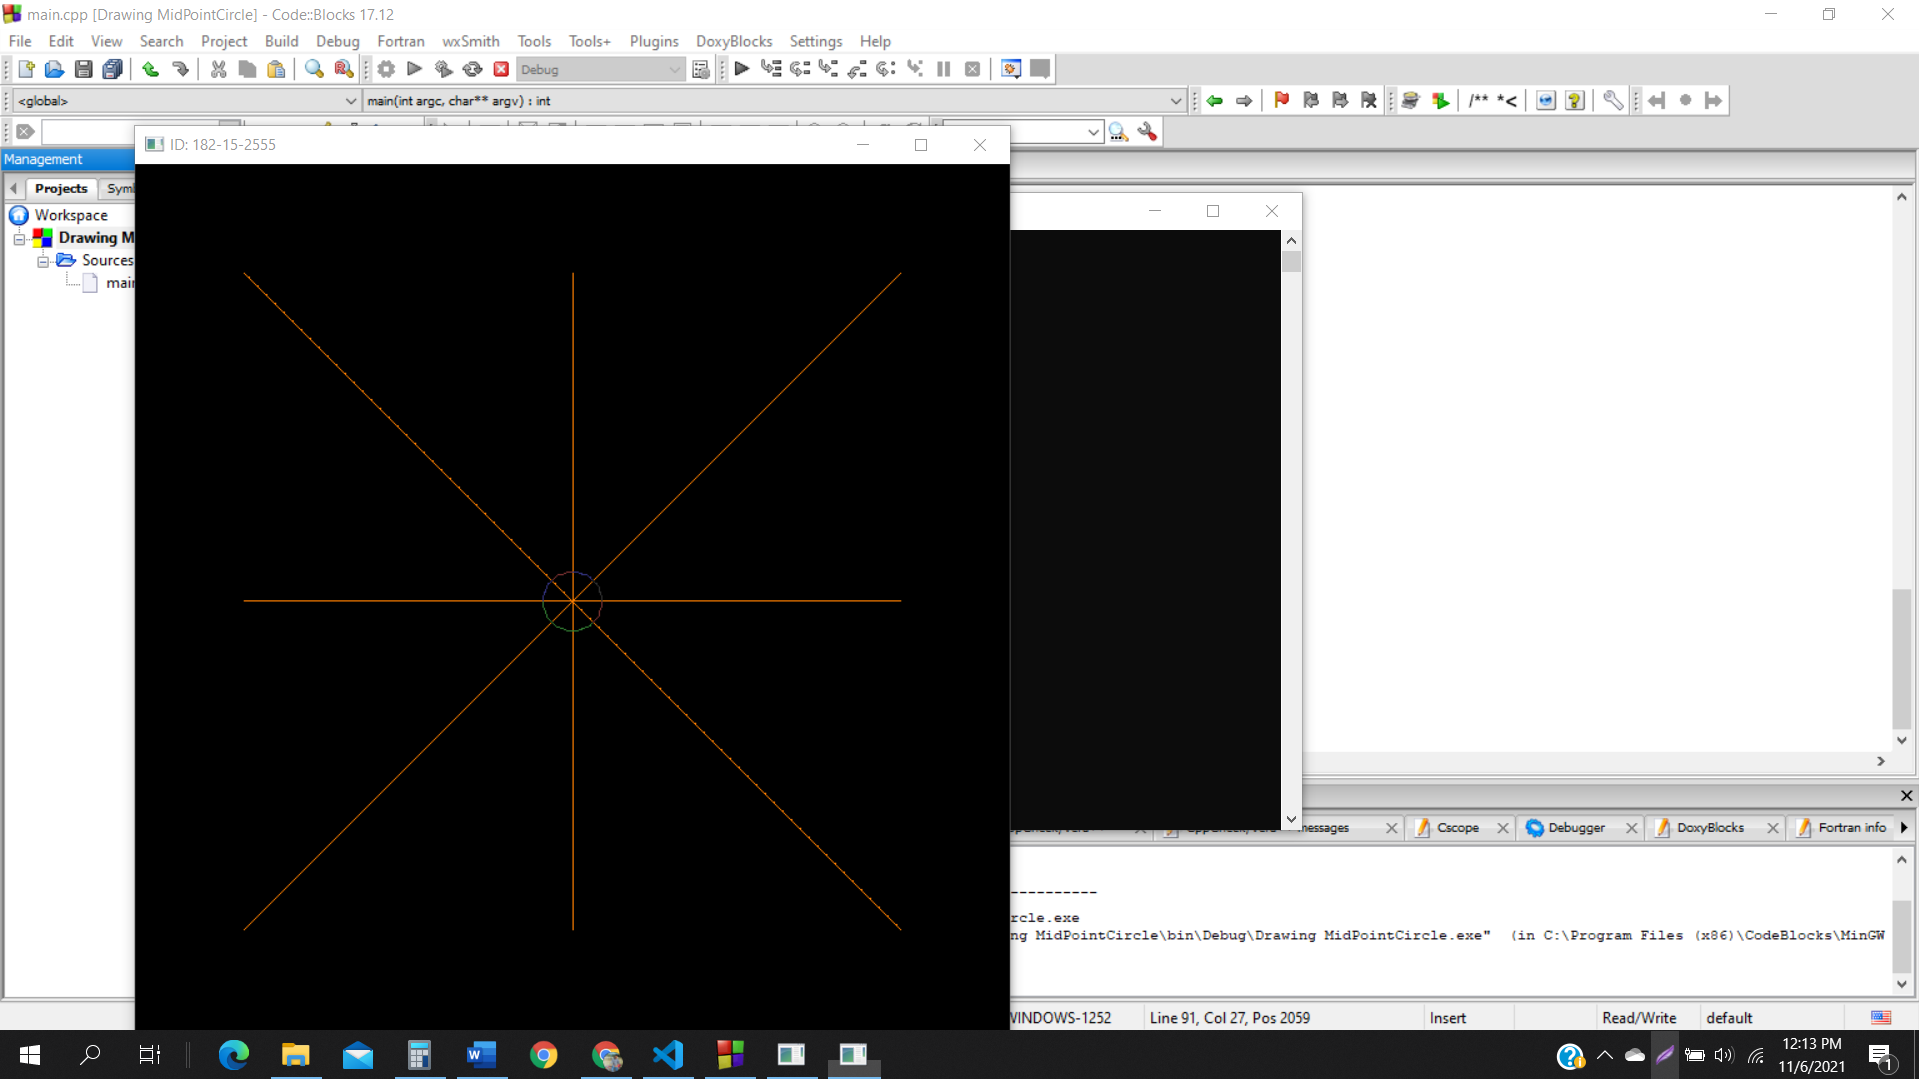 main.cpp [Drawing MidPointCircle] - Code::Blocks 17.12
File Edit View Search Project Build Debug Fortran wxSmith Tools Tools+ Plugins DoxyBlocks Settings Help
Debug
<global> main(int argc, char** argv) : int /** *<
ID: 182-15-2555
Management
Projects Syml
Workspace
Drawing M
Sources
mair
messages Cscope Debugger DoxyBlocks Fortran info
----------
rcle.exe
ng MidPointCircle\bin\Debug\Drawing MidPointCircle.exe" (in C:\Program Files (x86)\CodeBlocks\MinGW
WINDOWS-1252 Line 91, Col 27, Pos 2059 Insert Read/Write default
12:13 PM
11/6/2021
1